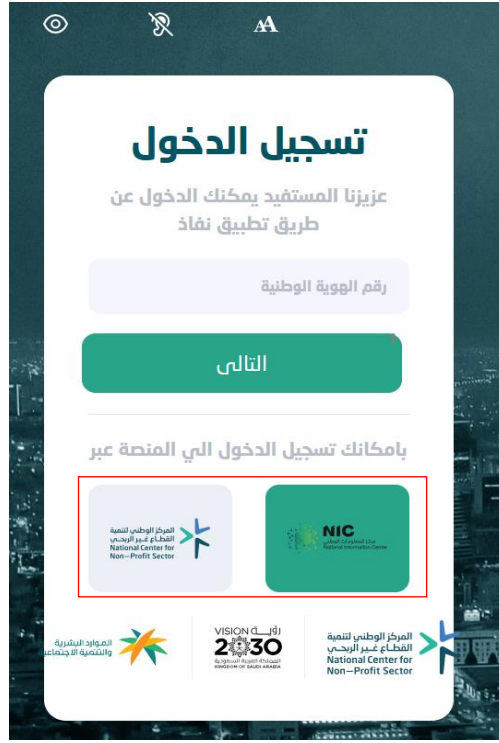 AA
تسجيل الدخول
عزيزنا المستفيد يمكنك الدخول عن
طريق تطبيق نفاذ
رقم الهوية الوطنية
التالى
بامكانك تسجيل الدخول الي المنصة عبر
NIC
مركز المعلومات الوطني
National Information Center
المركز الوطني لتنمية
القطاع غير الربحي
National Center for
Non-Profit Sector
المركز الوطني لتنمية
القطاع غير الربحي
National Center for
Non-Profit Sector
VISION رؤية
2030
المملكة العربية السعودية
KINGDOM OF SAUDI ARABIA
الموارد البشرية
والتنمية الاجتماعية